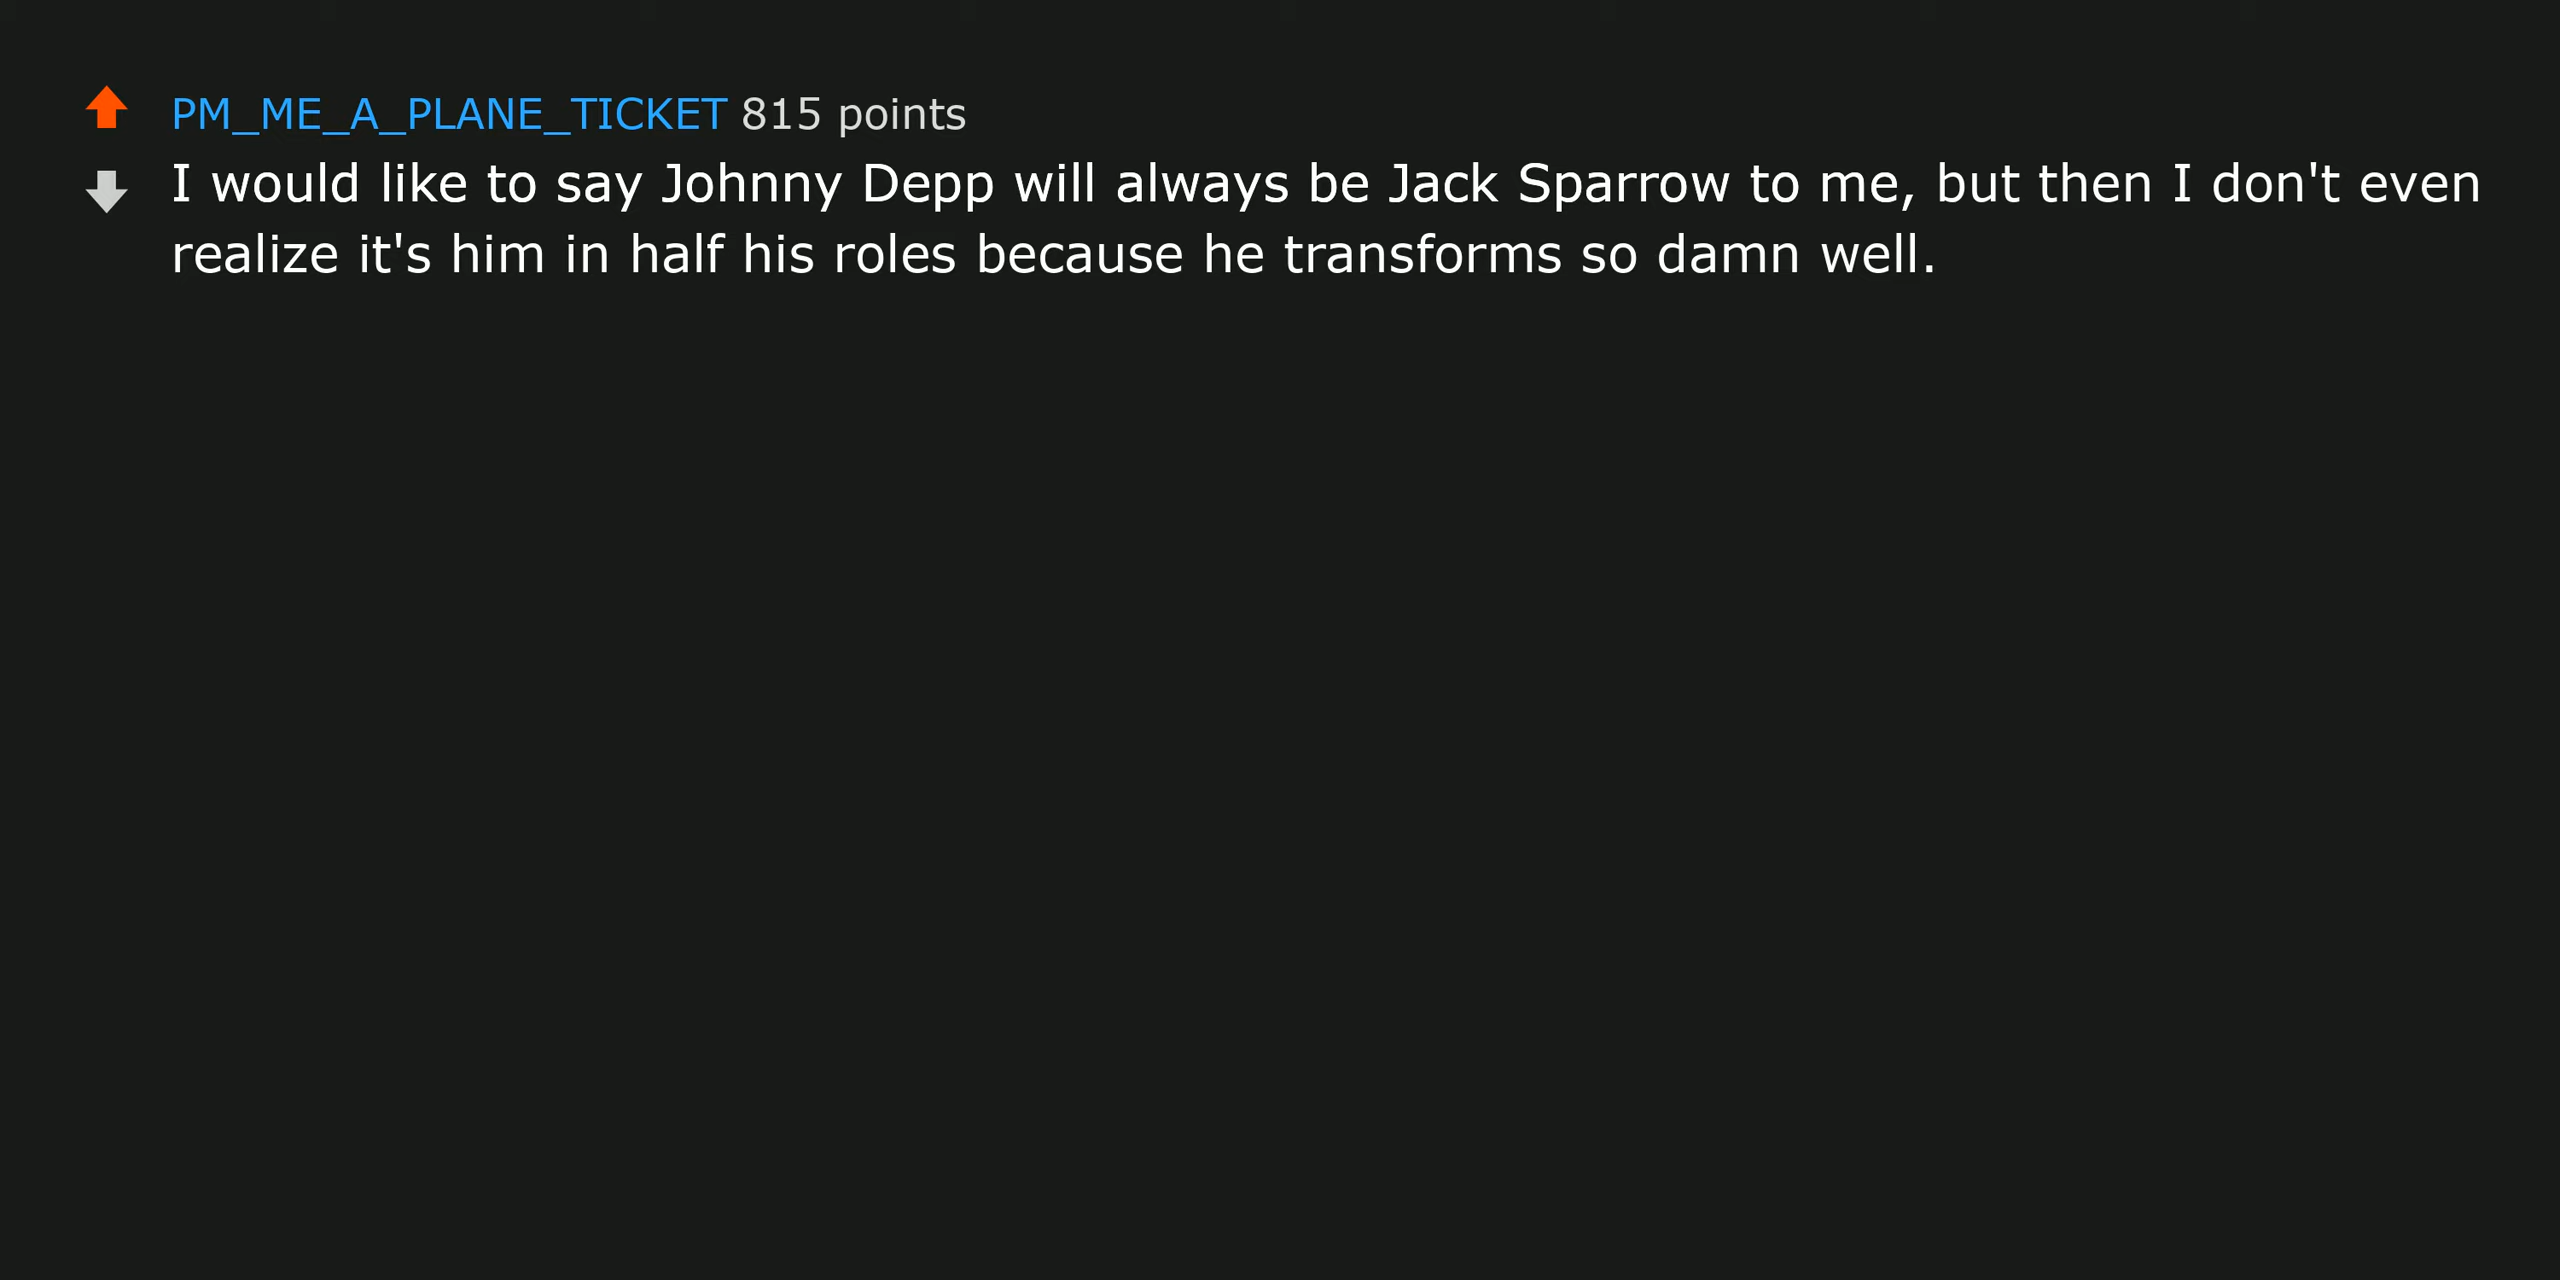 PM_ME_A_PLANE_TICKET 815 points
I would like to say Johnny Depp will always be Jack Sparrow to me, but then I don't even
realize it's him in half his roles because he transforms so damn well.